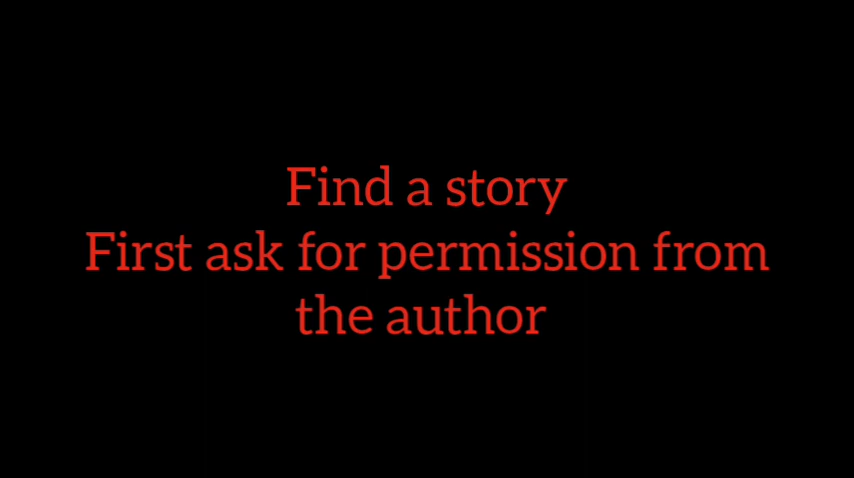 Find a story
First ask for permission from
the author